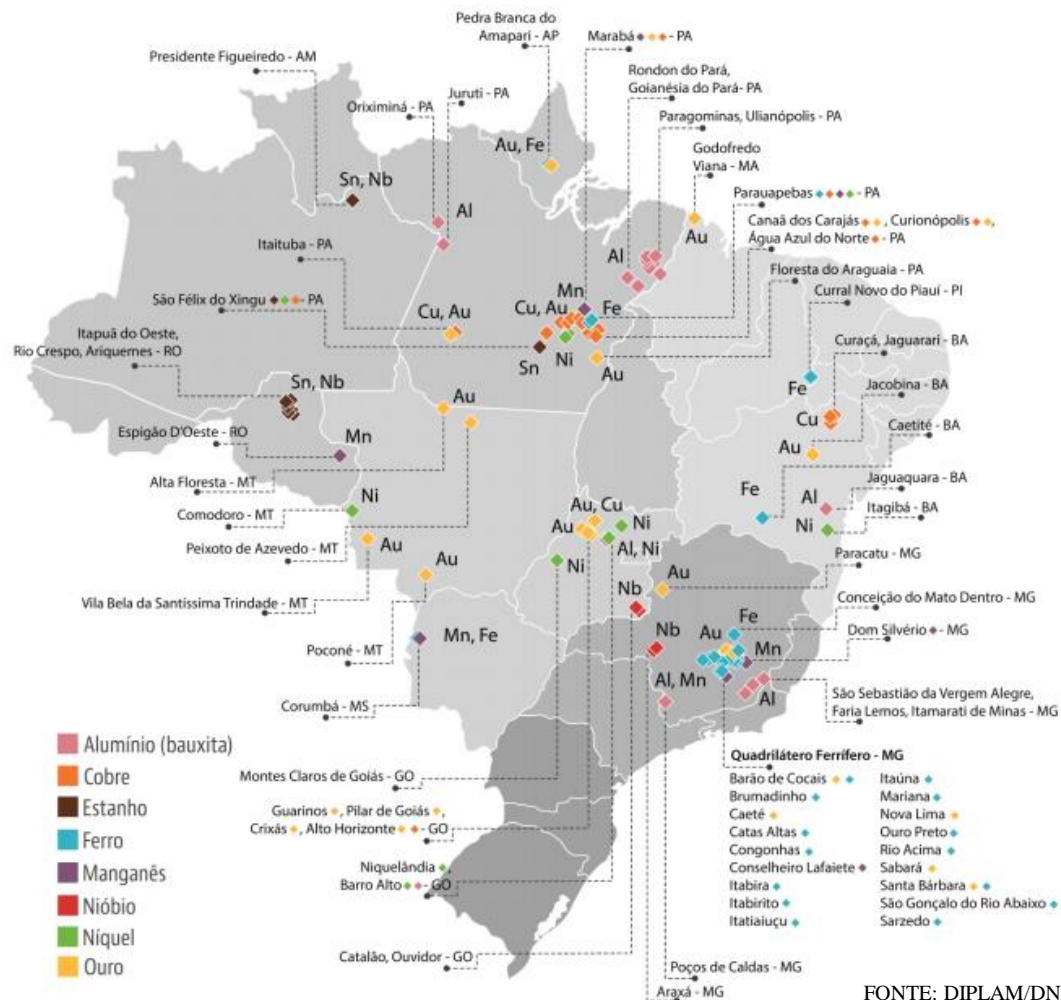 Pedra Branca do
Amapari - AP
Marabá - PA
Presidente Figueiredo - AM
Rondon do Pará,
Goianésia do Pará- PA
Juruti - PA
Oriximiná - PA
Paragominas, Ulianópolis - PA
Godofredo
Viana - MA
Au, Fe
Sn, Nb
Parauapebas - PA
Al
Canaã dos Carajás , Curionópolis ,
Água Azul do Norte - PA
Au
Itaituba - PA
Al
Floresta do Araguaia - PA
Mn
Curral Novo do Piauí - PI
São Félix do Xingu - PA
Cu, Au
Cu, Au
Fe
Itapuã do Oeste,
Rio Crespo, Ariquemes - RO
Curaçá, Jaguarari - BA
Ni
Sn
Au
Sn, Nb
Fe
Jacobina - BA
Au
Cu
Espigão D'Oeste - RO
Caetité - BA
Mn
Au
Alta Floresta - MT
Jaguaquara - BA
Ni
Fe
Al
Comodoro - MT
Au, Cu
Itagibá - BA
Au
Ni
Ni
Peixoto de Azevedo - MT
Au
Al, Ni
Paracatu - MG
Au
Ni
Au
Vila Bela da Santissima Trindade - MT
Nb
Conceição do Mato Dentro - MG
Fe
Mn, Fe
Nb
Au
Dom Silvério - MG
Poconé - MT
Mn
Al, Mn
Al
São Sebastião da Vergem Alegre,
Faria Lemos, Itamarati de Minas - MG
Corumbá - MS
Alumínio (bauxita)
Cobre
Estanho
Ferro
Manganês
Nióbio
Níquel
Ouro
Montes Claros de Goiás - GO
Guarinos , Pilar de Goiás ,
Crixás , Alto Horizonte - GO
Niquelândia ,
Barro Alto - GO
Catalão, Ouvidor - GO
Quadrilátero Ferrífero - MG
Barão de Cocais
Brumadinho
Caeté
Catas Altas
Congonhas
Conselheiro Lafaiete
Itabira
Itabirito
Itatiaiuçu
Itaúna
Mariana
Nova Lima
Ouro Preto
Rio Acima
Sabará
Santa Bárbara
São Gonçalo do Rio Abaixo
Sarzedo
Poços de Caldas - MG
Araxá - MG
FONTE: DIPLAM/DN